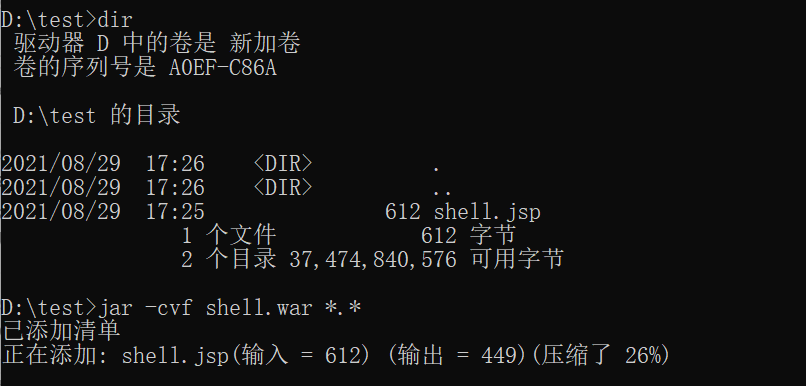 D:\test>dir
驱动器 D 中的卷是 新加卷
卷的序列号是 A0EF-C86A
D:\test 的目录
2021/08/29  17:26    <DIR>          .
2021/08/29  17:26    <DIR>          ..
2021/08/29  17:25               612 shell.jsp
1 个文件            612 字节
2 个目录 37,474,840,576 可用字节
D:\test>jar -cvf shell.war *.*
已添加清单
正在添加: shell.jsp(输入 = 612) (输出 = 449)(压缩了 26%)